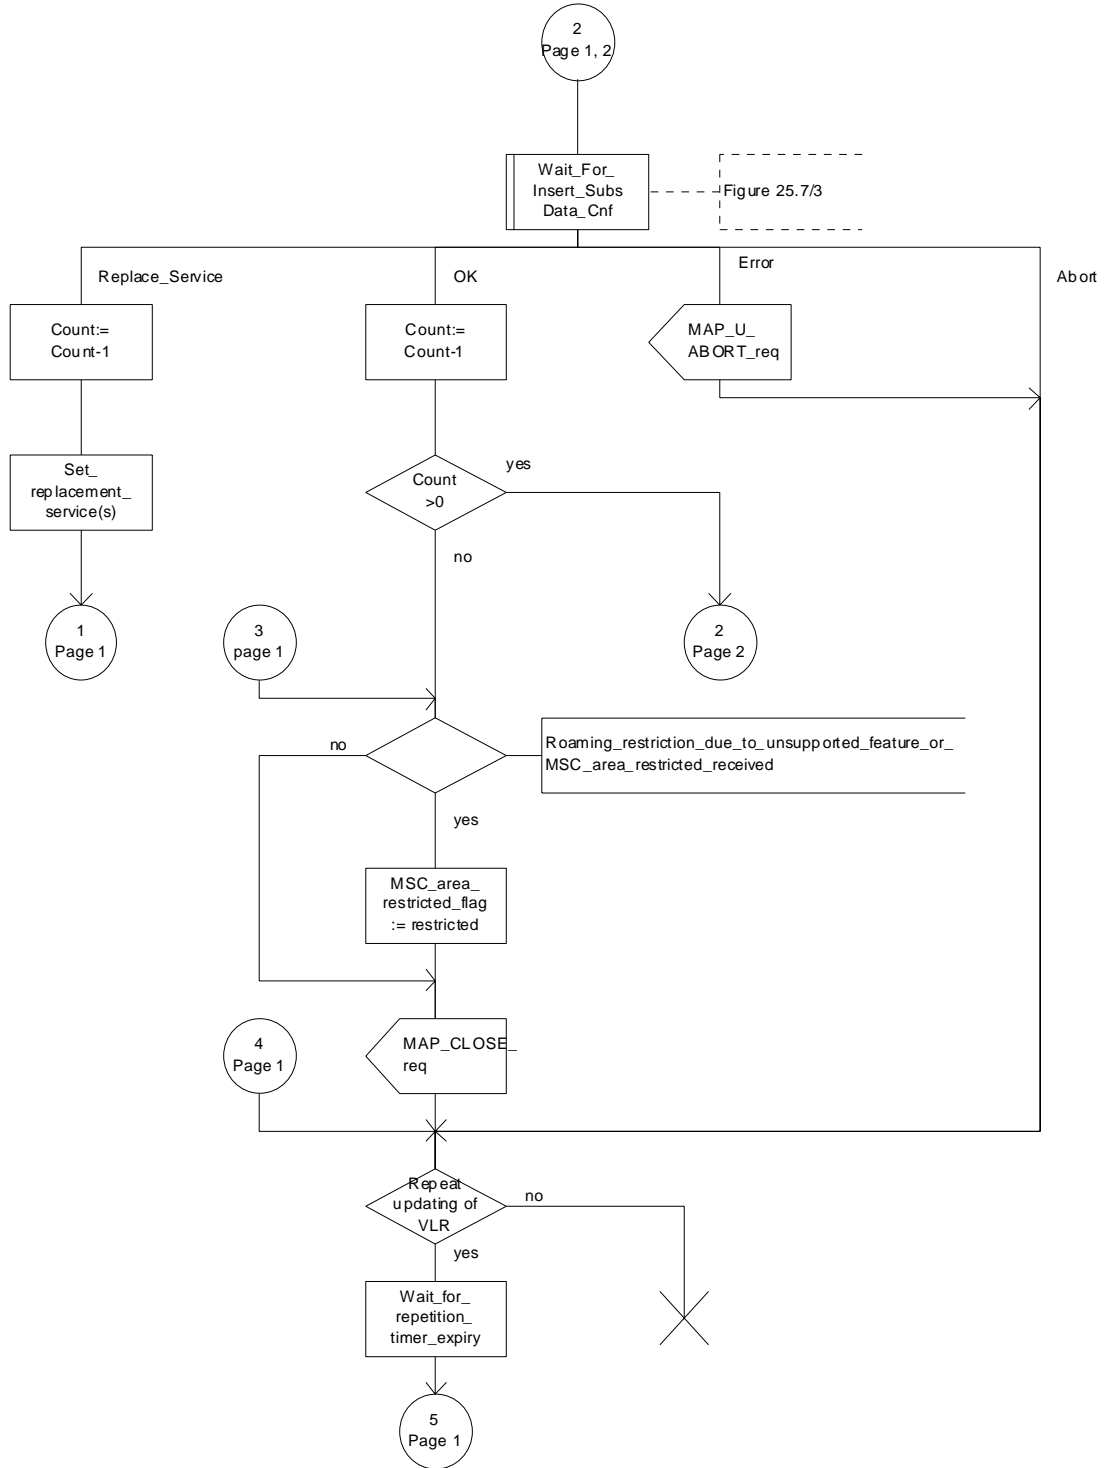 2
Page 1, 2
Wait_For_
Insert_Subs
Data_Cnf
Figure 25.7/3
Replace_Service
OK
Error
Abort
Count:=
Count-1
Count:=
Count-1
MAP_U_
ABORT_req
Set_
replacement_
service(s)
Count
>0
yes
no
1
Page 1
3
page 1
2
Page 2
no
Roaming_restriction_due_to_unsupported_feature_or_
MSC_area_restricted_received
yes
MSC_area_
restricted_flag
:= restricted
4
Page 1
MAP_CLOSE_
req
Repeat
updating of
VLR
no
yes
Wait_for_
repetition_
timer_expiry
5
Page 1